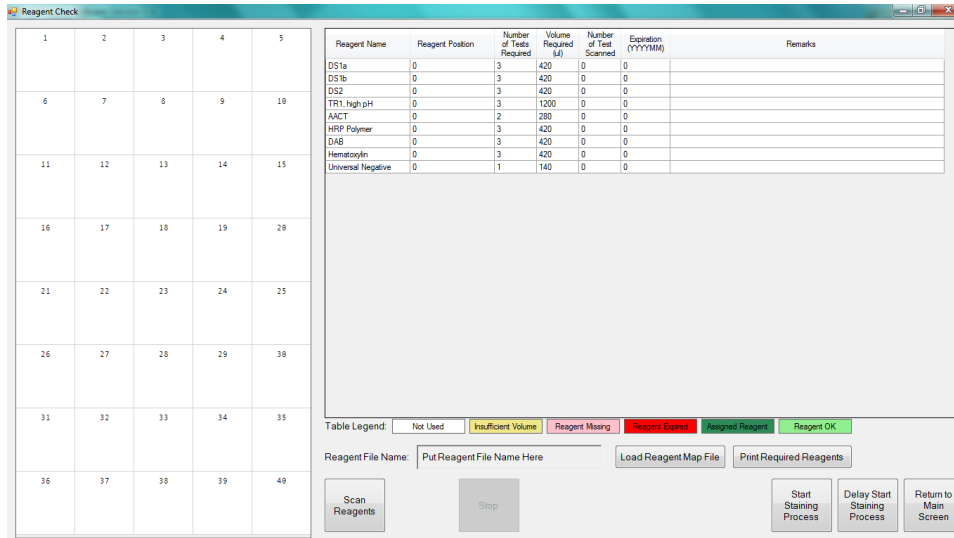 Reagent Check
1 2 3 4 5
6 7 8 9 10
11 12 13 14 15
16 17 18 19 20
21 22 23 24 25
26 27 28 29 30
31 32 33 34 35
36 37 38 39 40
Reagent Name Reagent Position Number of Tests Required Volume Required (ul) Number of Test Scanned Expiration (YYYYMM) Remarks
DS1a 0 3 420 0 0
DS1b 0 3 420 0 0
DS2 0 3 420 0 0
TR1, high pH 0 3 1200 0 0
AACT 0 2 280 0 0
HRP Polymer 0 3 420 0 0
DAB 0 3 420 0 0
Hematoxylin 0 3 420 0 0
Universal Negative 0 1 140 0 0
Table Legend: Not Used Insufficient Volume Reagent Missing Reagent Expired Assigned Reagent Reagent OK
Reagent File Name: Put Reagent File Name Here Load Reagent Map File Print Required Reagents
Scan Reagents Stop Start Staining Process Delay Start Staining Process Return to Main Screen